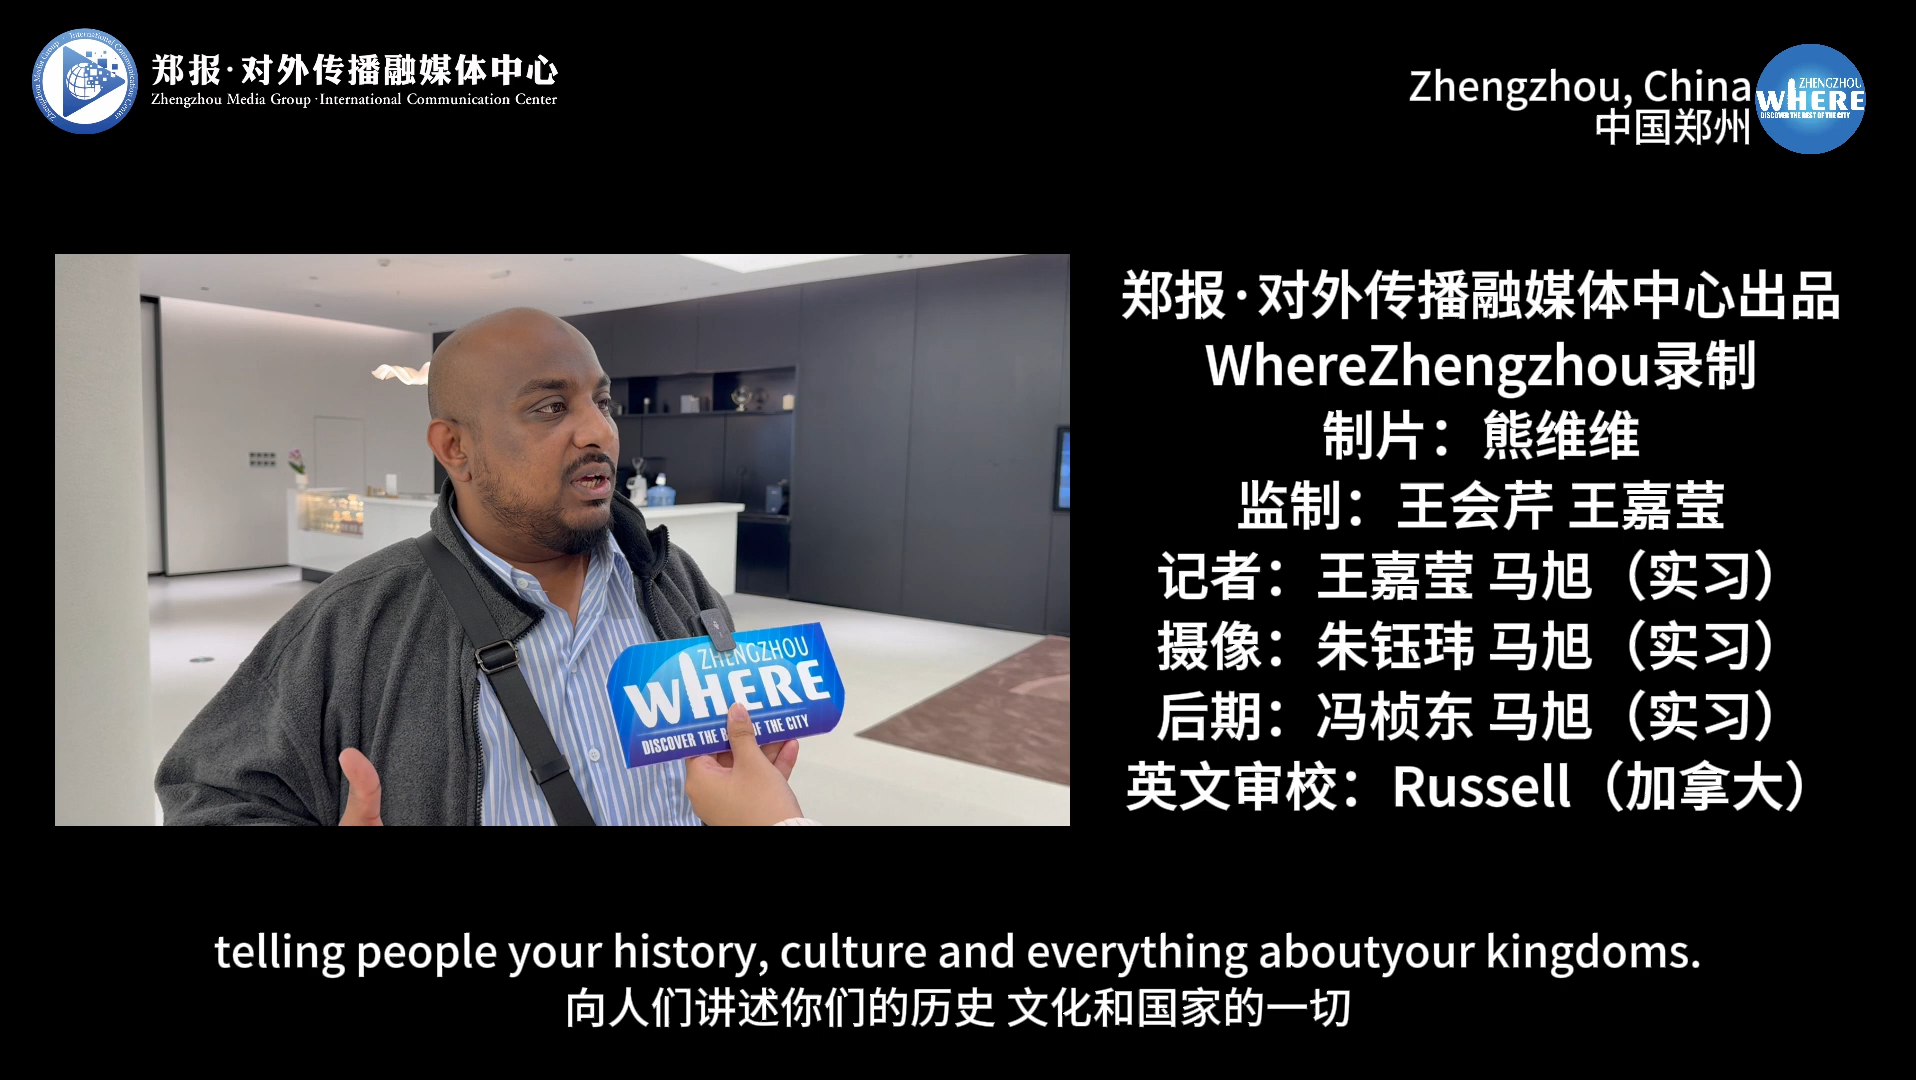 郑报·对外传播融媒体中心
Zhengzhou Media Group·International Communication Center
Zhengzhou, China
中国郑州
ZHENGZHOU
WHERE
DISCOVER THE BEST OF THE CITY
郑报·对外传播融媒体中心出品
WhereZhengzhou录制
制片：熊维维
监制：王会芹 王嘉莹
记者：王嘉莹 马旭（实习）
摄像：朱钰玮 马旭（实习）
后期：冯桢东 马旭（实习）
英文审校：Russell（加拿大）
ZHENGZHOU
WHERE
DISCOVER THE B OF THE CITY
telling people your history, culture and everything aboutyour kingdoms.
向人们讲述你们的历史 文化和国家的一切